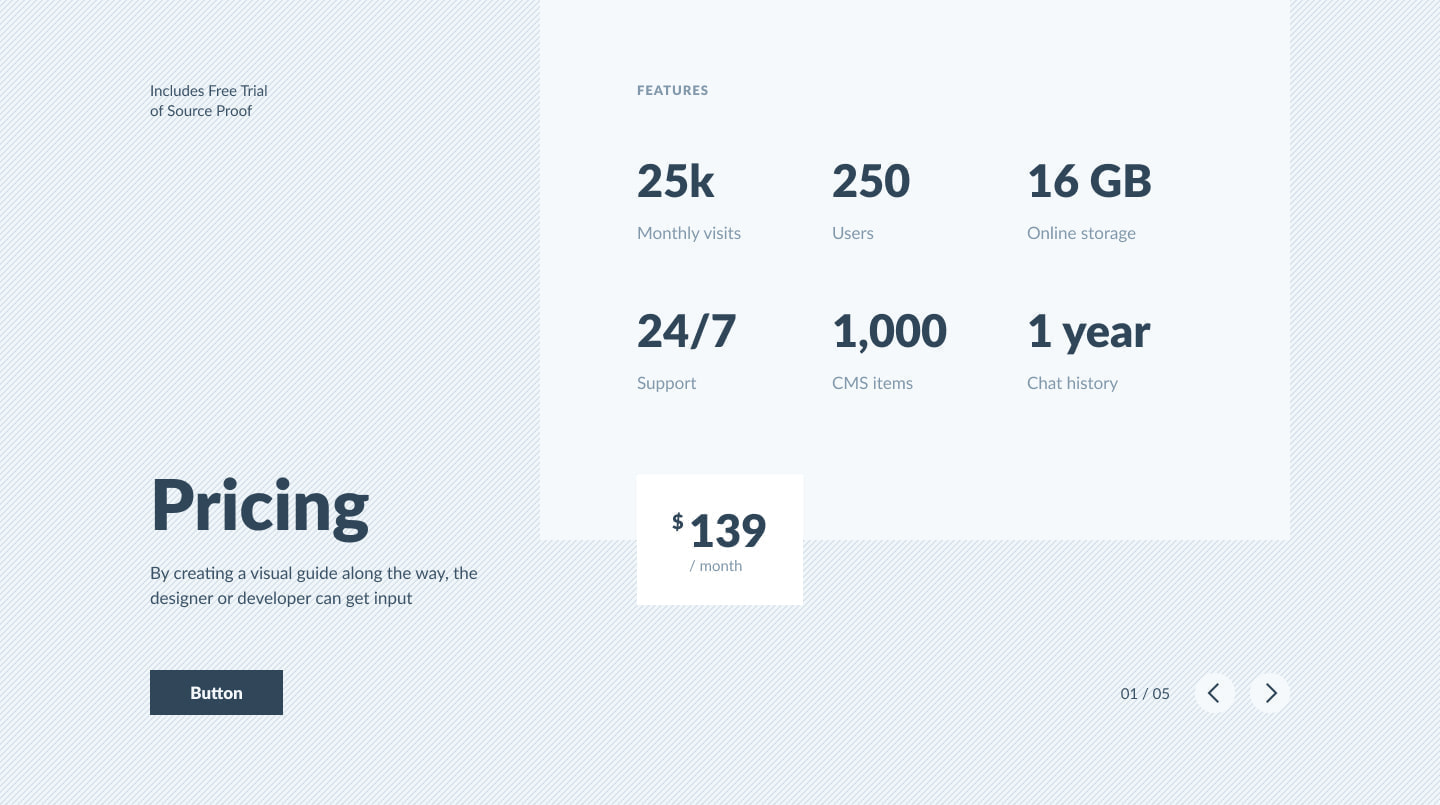 Includes Free Trial
of Source Proof
FEATURES
25k
Monthly visits
250
Users
16 GB
Online storage
24/7
Support
1,000
CMS items
1 year
Chat history
Pricing
By creating a visual guide along the way, the
designer or developer can get input
$139
/ month
Button
01 / 05